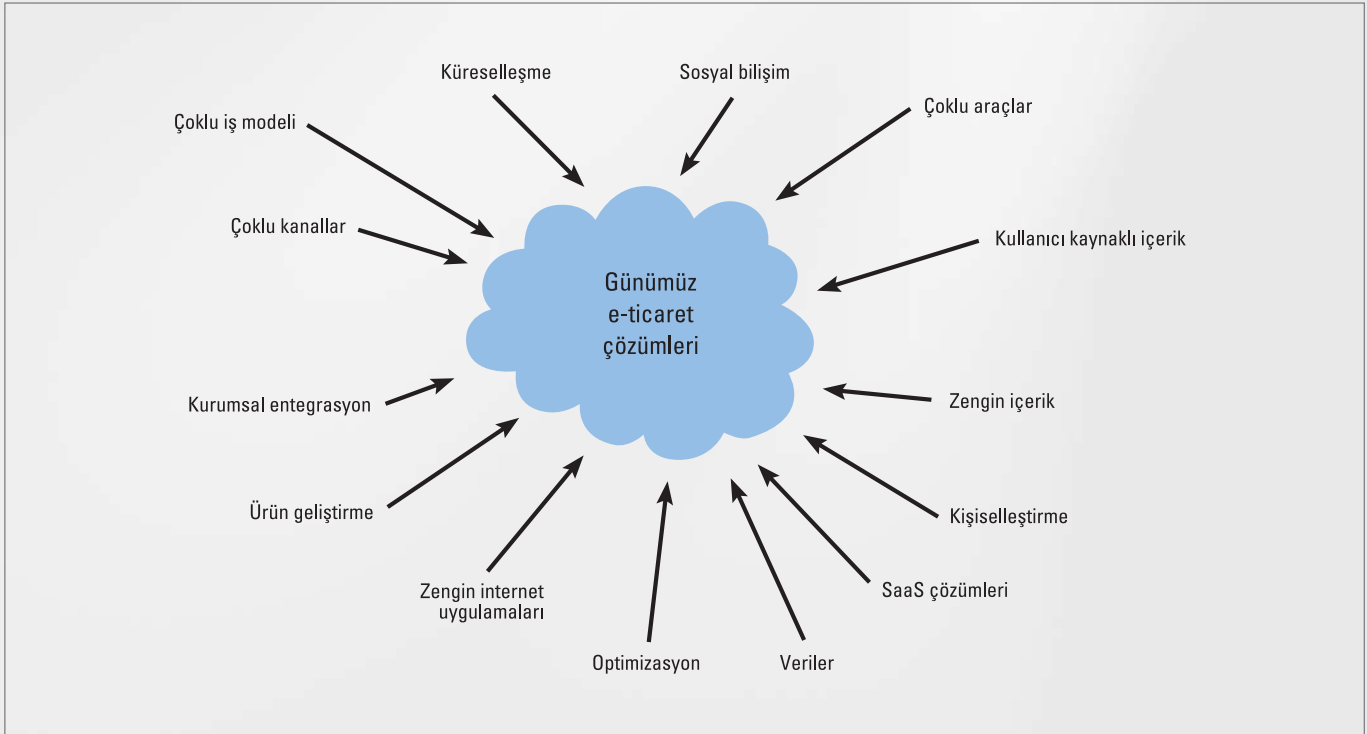 Küreselleşme
Sosyal bilişim
Çoklu araçlar
Çoklu iş modeli
Çoklu kanallar
Kullanıcı kaynaklı içerik
Günümüz
e-ticaret
çözümleri
Kurumsal entegrasyon
Zengin içerik
Ürün geliştirme
Kişiselleştirme
Zengin internet
uygulamaları
SaaS çözümleri
Optimizasyon
Veriler